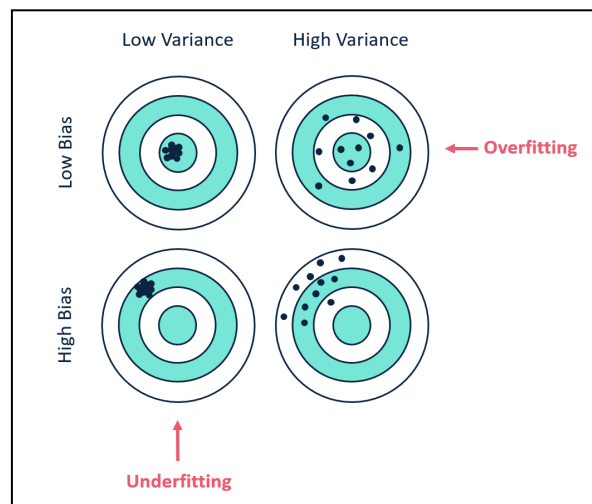 Low Variance
High Variance
Low Bias
Overfitting
High Bias
Underfitting